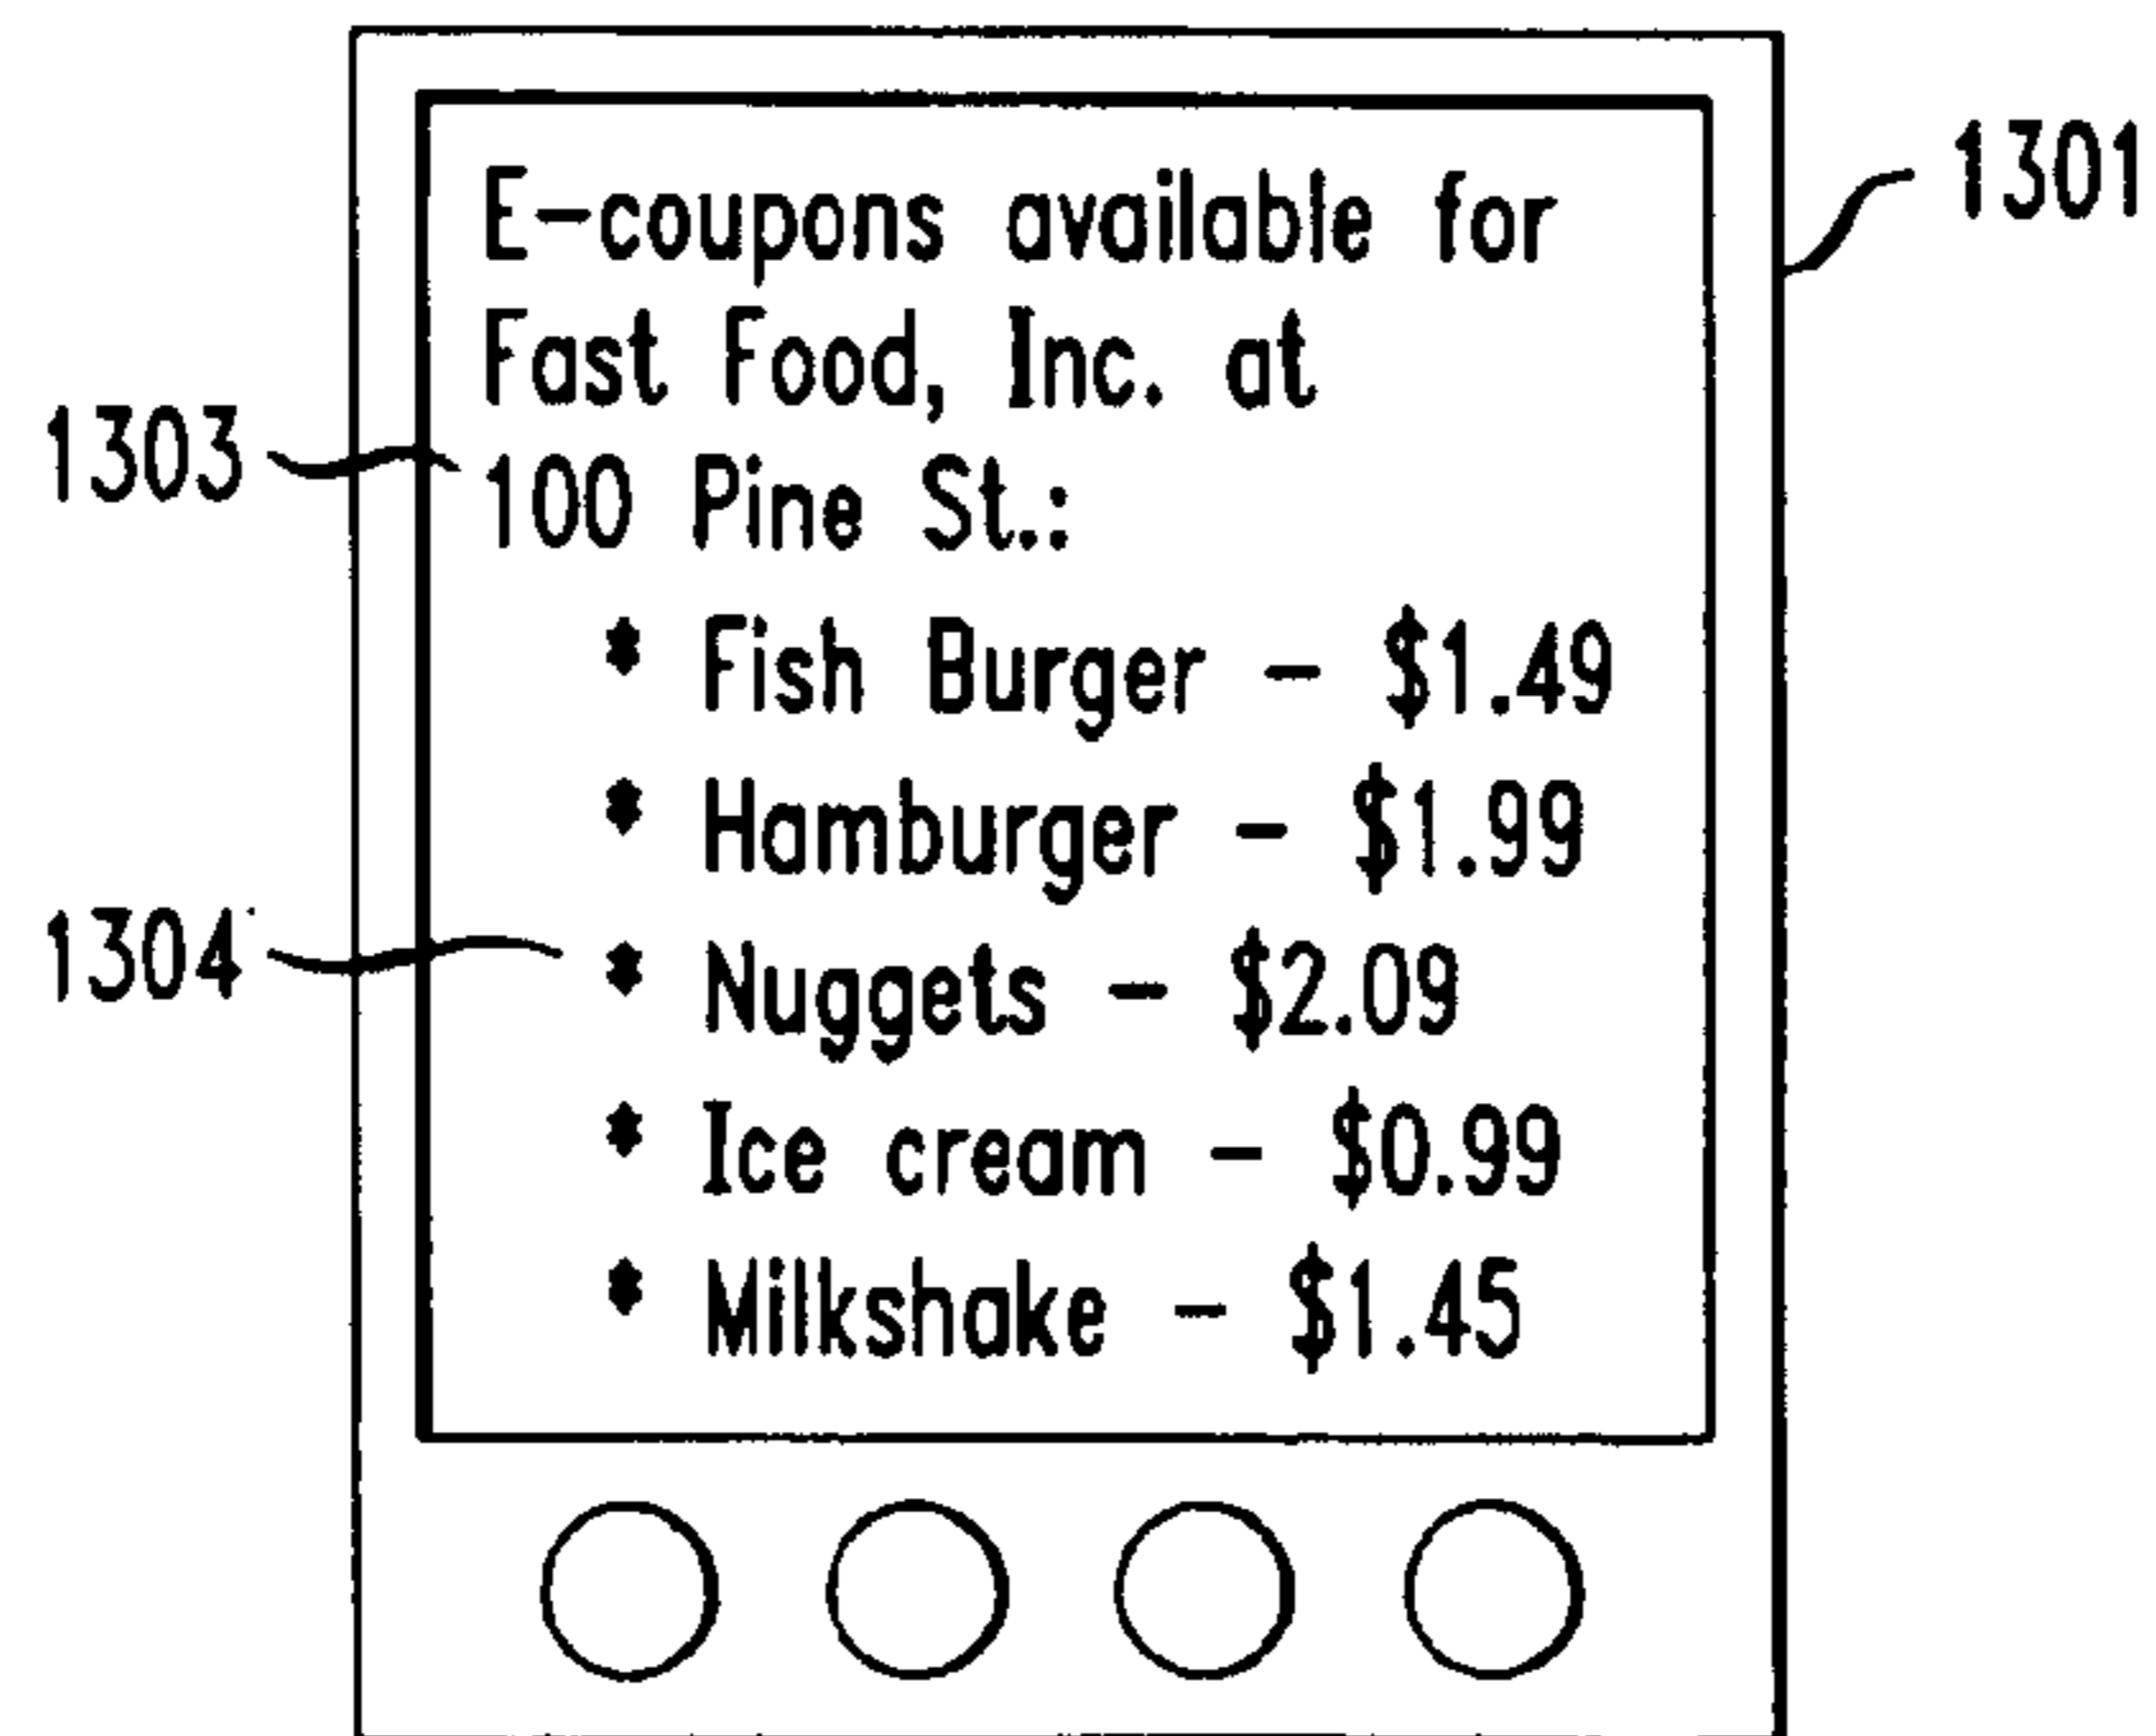 1301
E-coupons available for
Fast Food, Inc. at
1303
100 Pine St.:
* Fish Burger - $1.49
* Hamburger - $1.99
1304
* Nuggets - $2.09
* Ice cream - $0.99
* Milkshake - $1.45